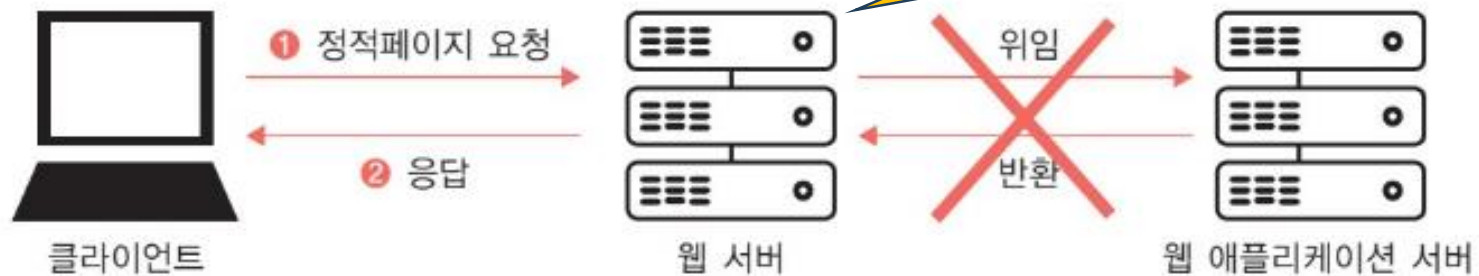 ❶ 정적페이지 요청
위임
❷ 응답
반환
클라이언트
웹 서버
웹 애플리케이션 서버